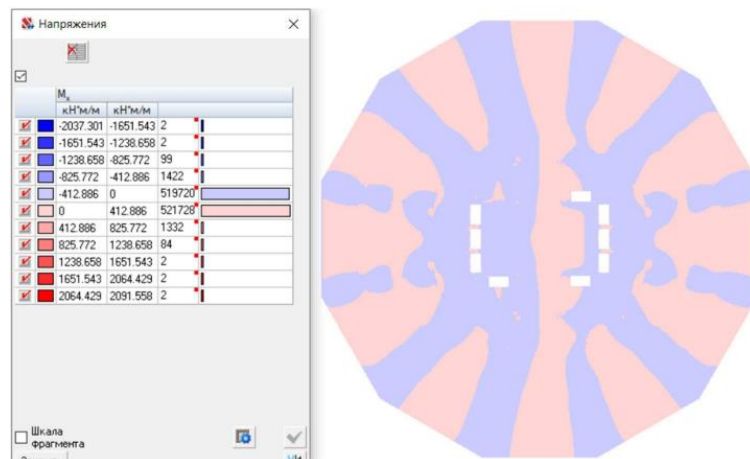 Напряжения
Mx
кН*м/м кН*м/м
-2037.301 -1651.543 2
-1651.543 -1238.658 2
-1238.658 -825.772 99
-825.772 -412.886 1422
-412.886 0 519720
0 412.886 521728
412.886 825.772 1332
825.772 1238.658 84
1238.658 1651.543 2
1651.543 2064.429 2
2064.429 2091.558 2
Шкала
фрагмента